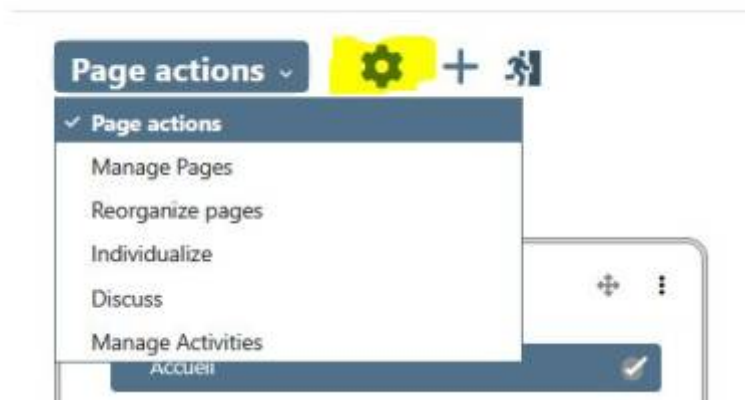 Page actions
Page actions
Manage Pages
Reorganize pages
Individualize
Discuss
Manage Activities
Accueil